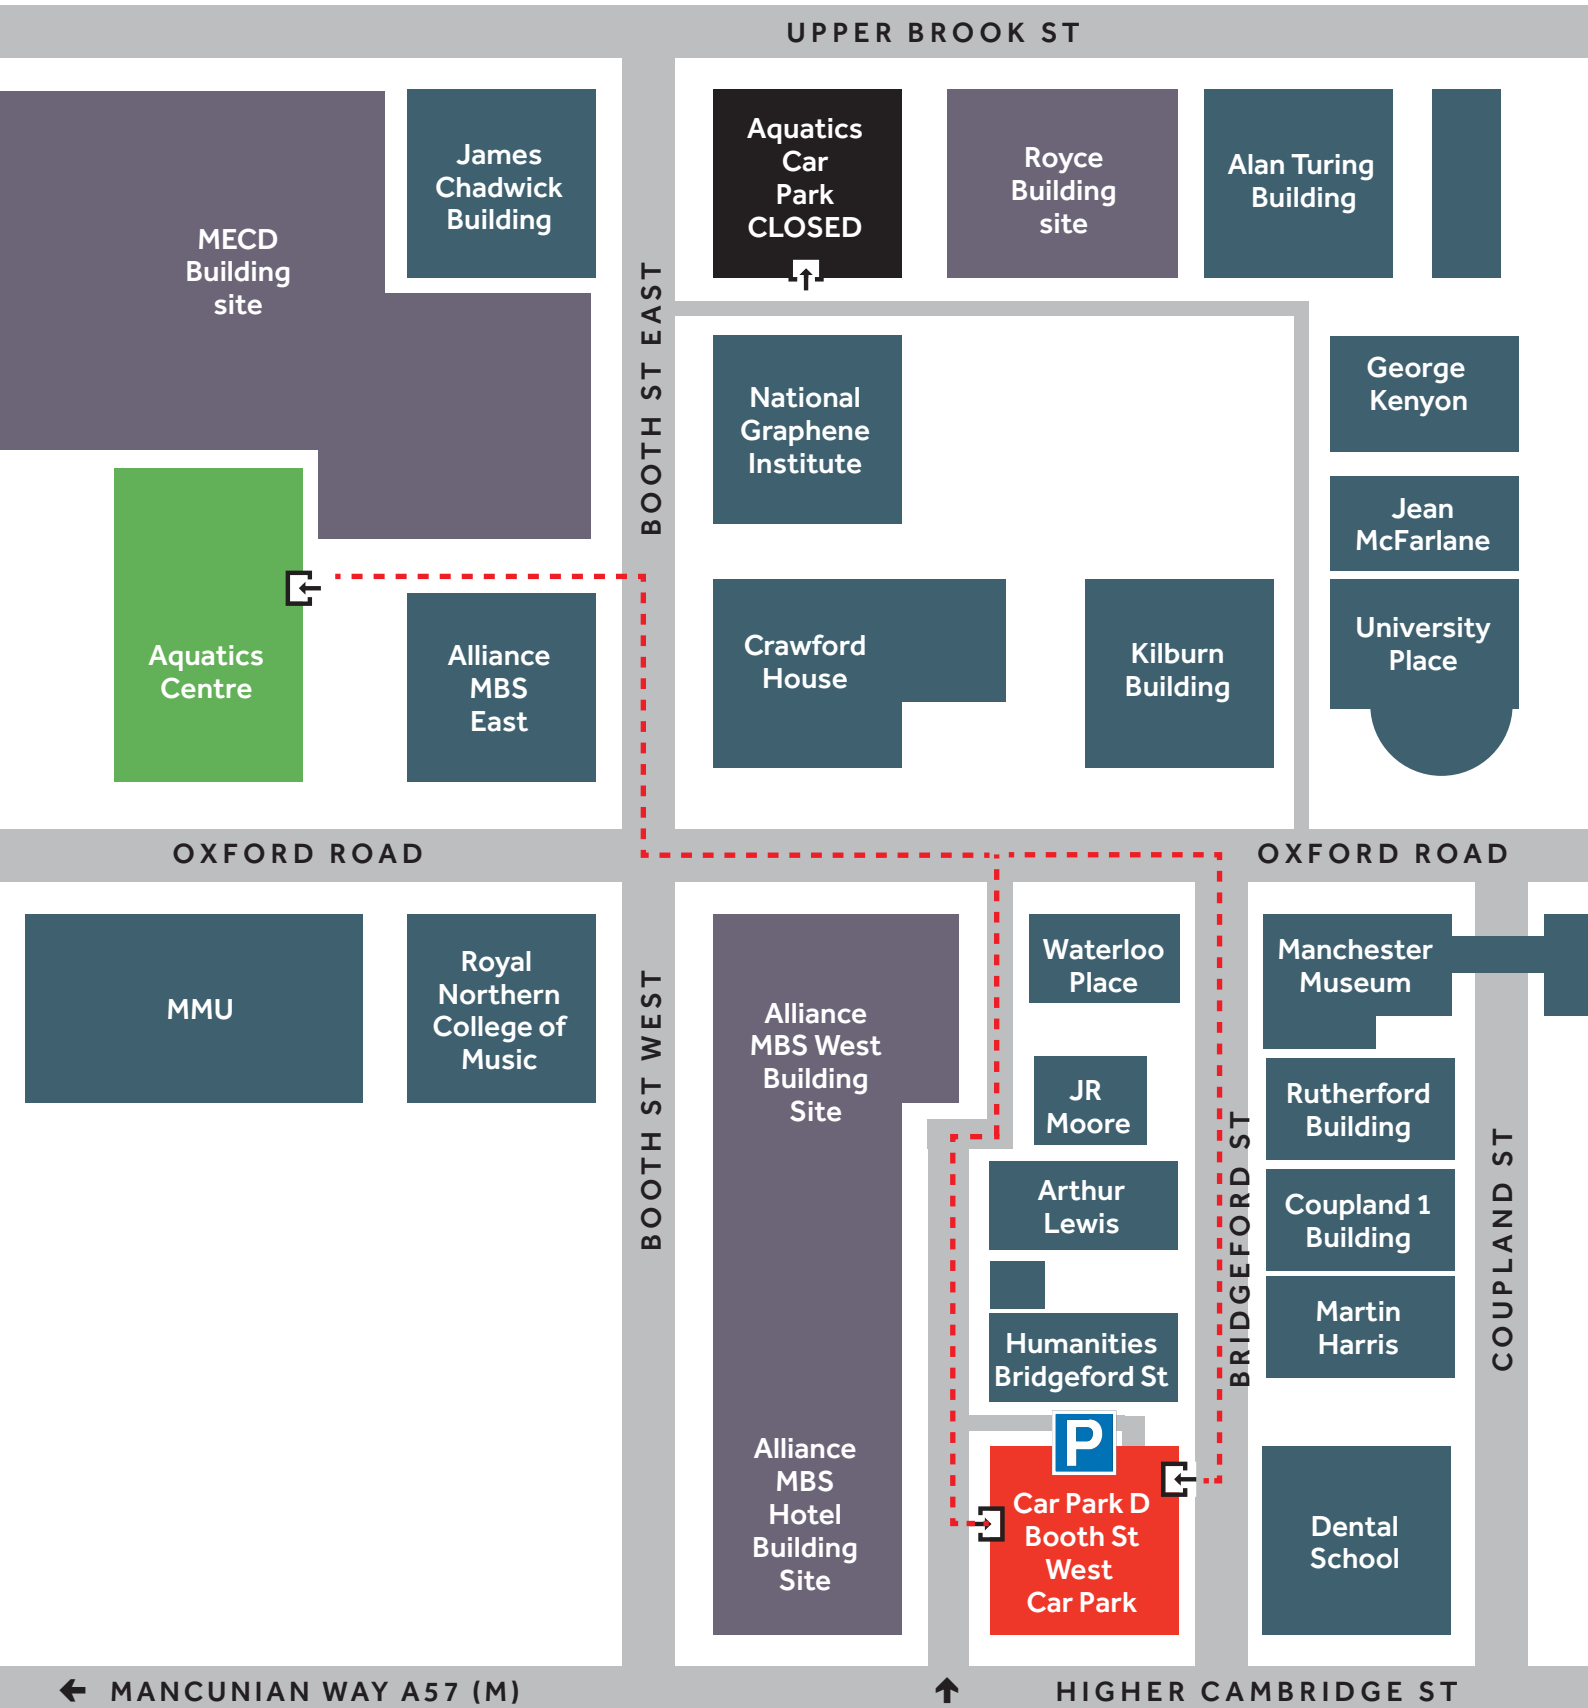 UPPER BROOK ST
James
Chadwick
Building
Aquatics
Car
Park
CLOSED
Royce
Building
site
Alan Turing
Building
MECD
Building
site
BOOTH ST EAST
National
Graphene
Institute
George
Kenyon
Jean
McFarlane
Aquatics
Centre
Alliance
MBS
East
Crawford
House
Kilburn
Building
University
Place
OXFORD ROAD
OXFORD ROAD
MMU
Royal
Northern
College of
Music
BOOTH ST WEST
Alliance
MBS West
Building
Site
Waterloo
Place
JR
Moore
Arthur
Lewis
Humanities
Bridgeford St
BRIDGEFORD ST
Manchester
Museum
Rutherford
Building
Coupland 1
Building
Martin
Harris
COUPLAND ST
Alliance
MBS
Hotel
Building
Site
P
Car Park D
Booth St
West
Car Park
Dental
School
MANCUNIAN WAY A57 (M)
HIGHER CAMBRIDGE ST